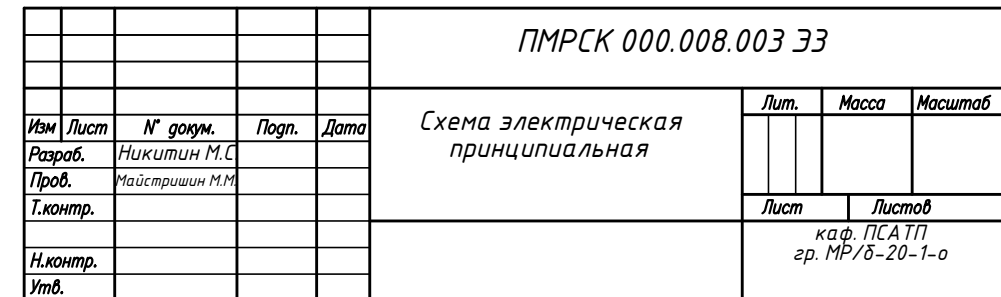 ПМРСК 000.008.003 ЭЗ
Схема электрическая
принципиальная
Лит. Масса Масштаб
Изм Лист № докум. Подп. Дата
Разраб. Никитин М.С.
Пров. Майстришин М.М.
Т.контр.
Лист Листов
каф. ПСАТП
гр. МР/б-20-1-о
Н.контр.
Утв.